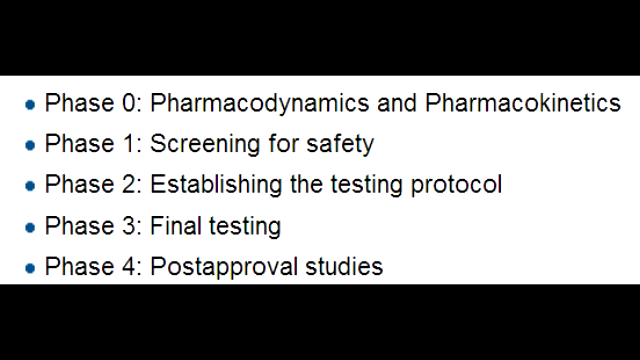 • Phase 0: Pharmacodynamics and Pharmacokinetics
• Phase 1: Screening for safety
• Phase 2: Establishing the testing protocol
• Phase 3: Final testing
• Phase 4: Postapproval studies